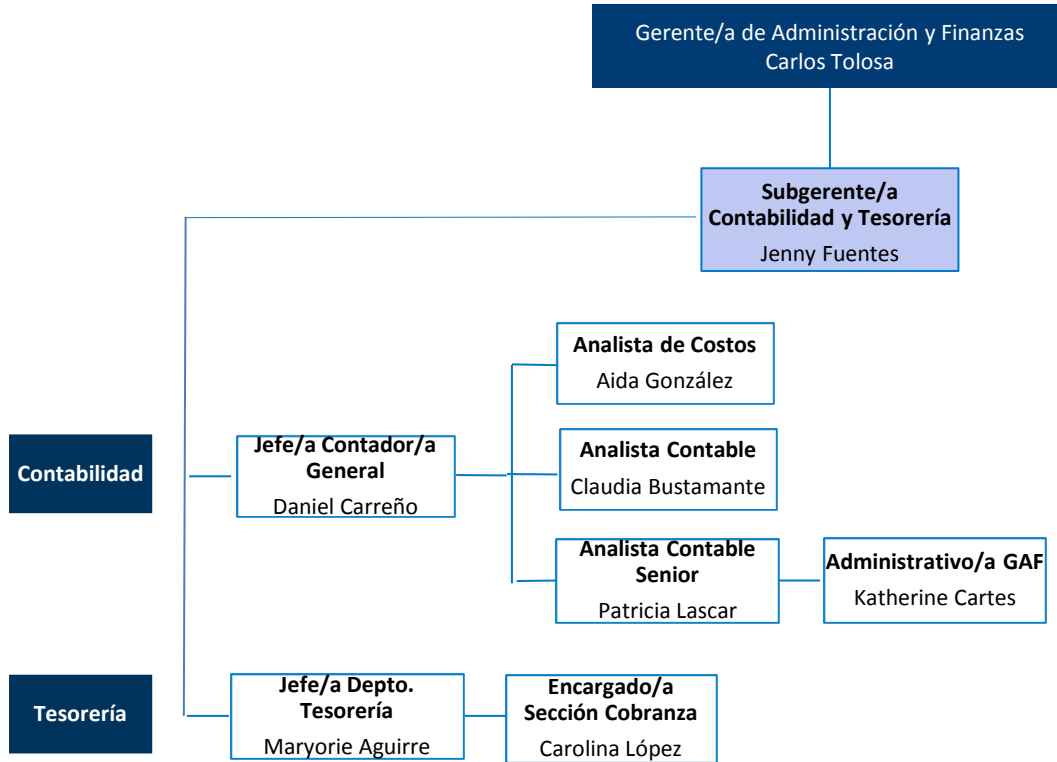 Gerente/a de Administración y Finanzas
Carlos Tolosa
Subgerente/a
Contabilidad y Tesorería
Jenny Fuentes
Analista de Costos
Aida González
Contabilidad
Jefe/a Contador/a
General
Daniel Carreño
Analista Contable
Claudia Bustamante
Analista Contable
Senior
Patricia Lascar
Administrativo/a GAF
Katherine Cartes
Tesorería
Jefe/a Depto.
Tesorería
Maryorie Aguirre
Encargado/a
Sección Cobranza
Carolina López